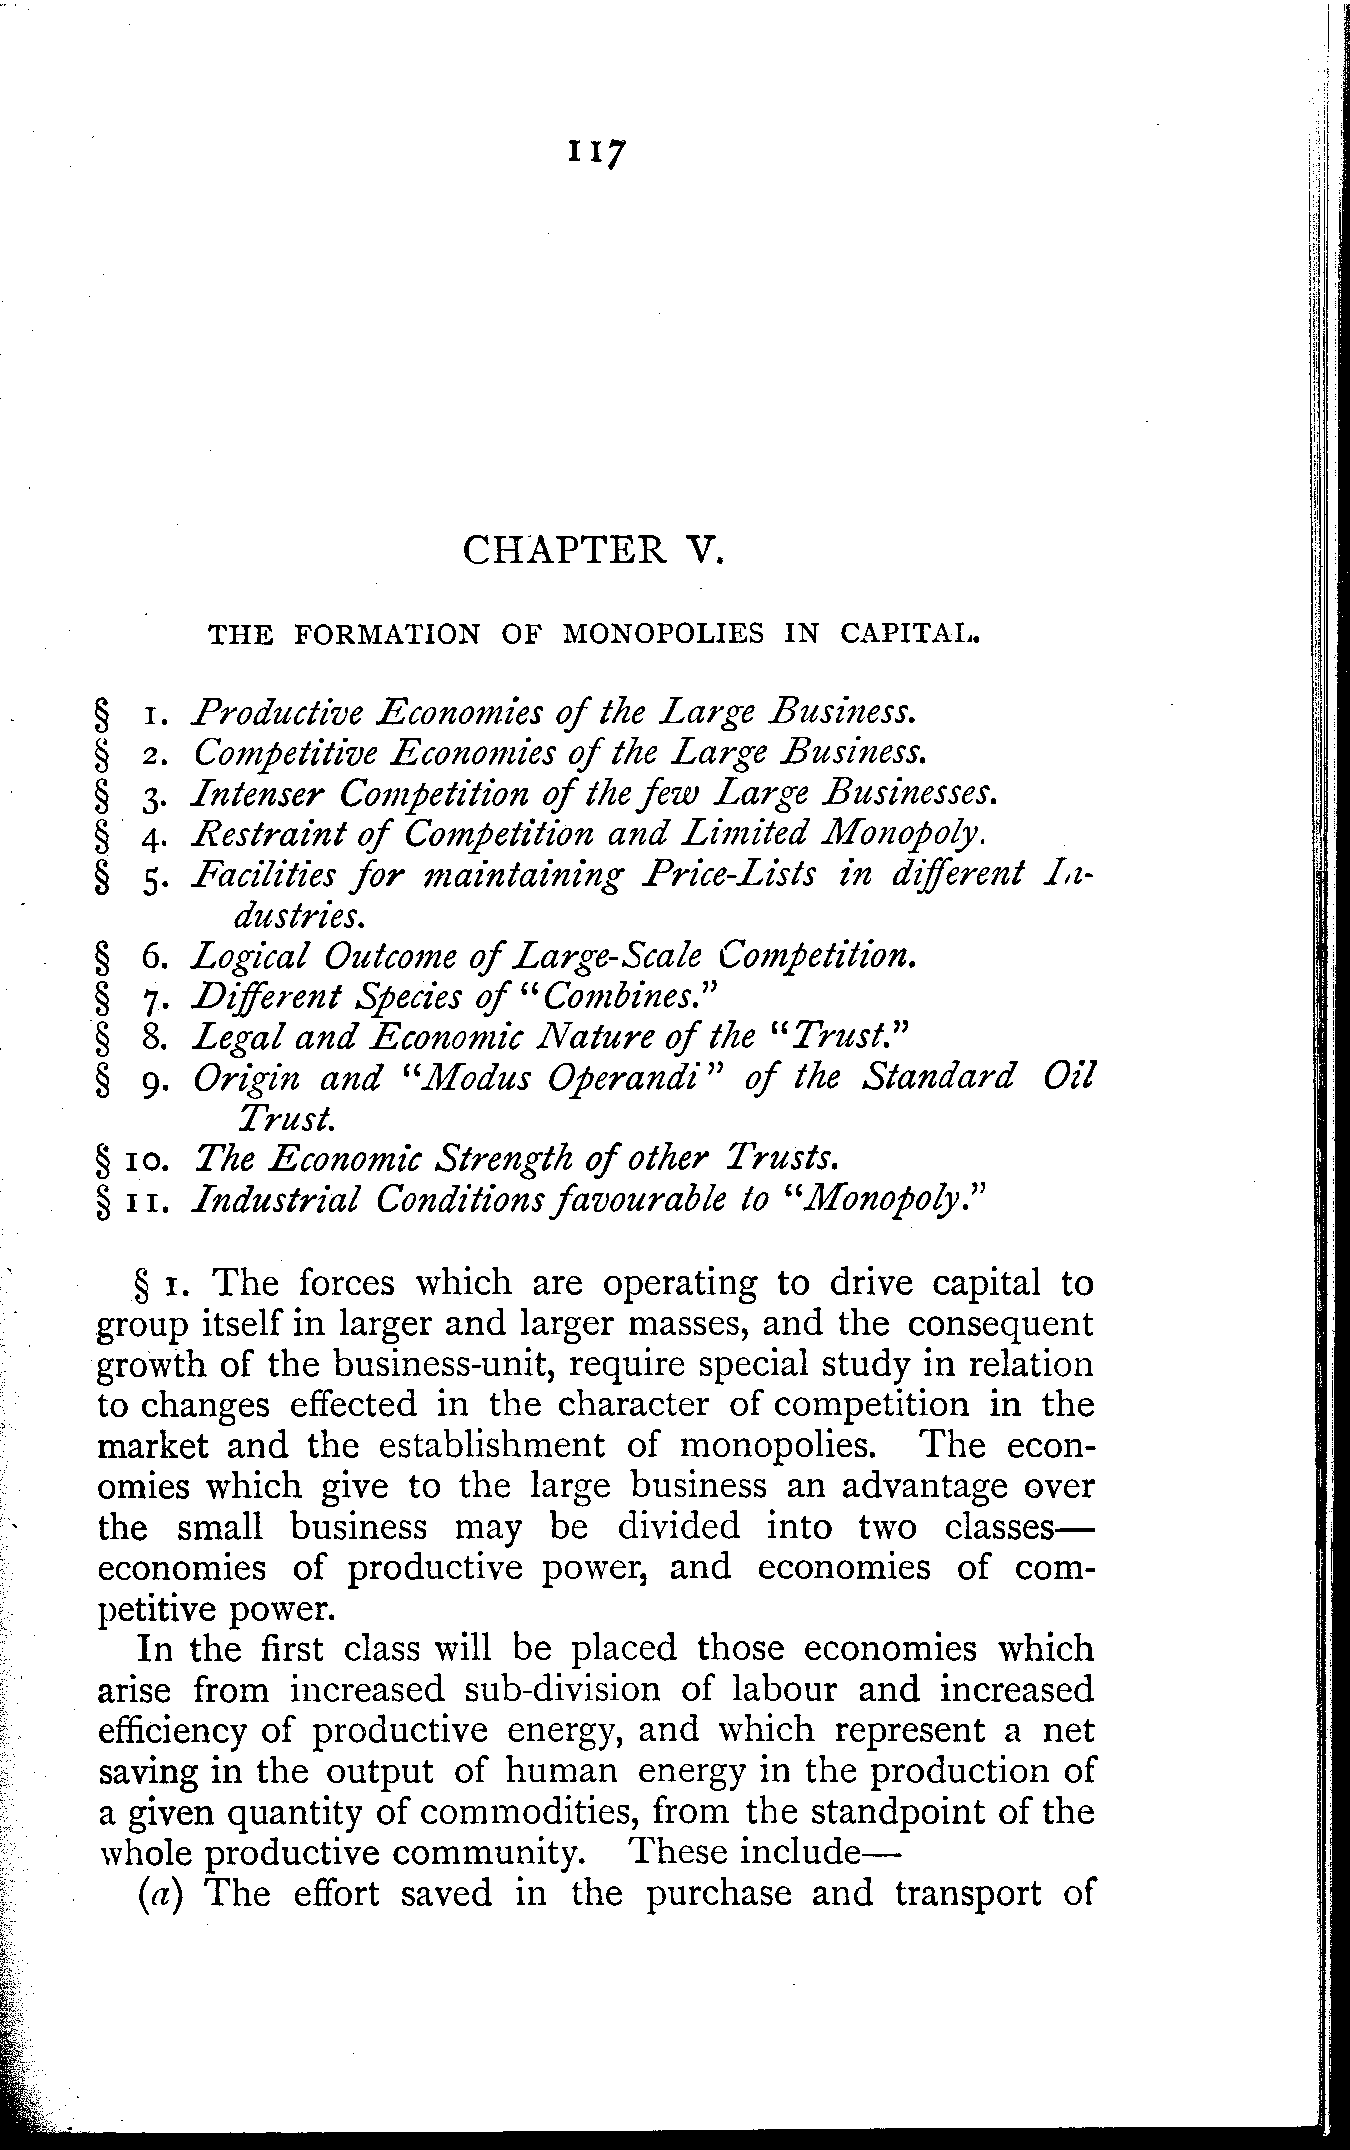 117
CHAPTER V.
THE FORMATION OF MONOPOLIES IN CAPITAL.
§ 1. Productive Economies of the Large Business.
§ 2. Competitive Economies of the Large Business.
§ 3. Intenser Competition of the few Large Businesses.
§ 4. Restraint of Competition and Limited Monopoly.
§ 5. Facilities for maintaining Price-Lists in different In-
dustries.
§ 6. Logical Outcome of Large-Scale Competition.
§ 7. Different Species of "Combines."
§ 8. Legal and Economic Nature of the "Trust."
§ 9. Origin and "Modus Operandi" of the Standard Oil
Trust.
§ 10. The Economic Strength of other Trusts.
§ 11. Industrial Conditions favourable to "Monopoly."
§ 1. The forces which are operating to drive capital to
group itself in larger and larger masses, and the consequent
growth of the business-unit, require special study in relation
to changes effected in the character of competition in the
market and the establishment of monopolies. The econ-
omies which give to the large business an advantage over
the small business may be divided into two classes—
economies of productive power, and economies of com-
petitive power.
In the first class will be placed those economies which
arise from increased sub-division of labour and increased
efficiency of productive energy, and which represent a net
saving in the output of human energy in the production of
a given quantity of commodities, from the standpoint of the
whole productive community. These include—
(a) The effort saved in the purchase and transport of